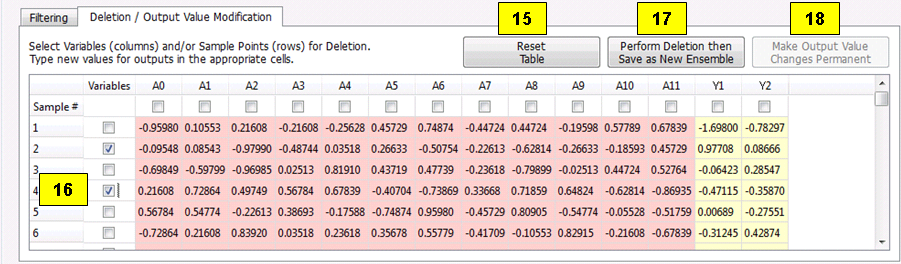 15 17 18
Filtering Deletion / Output Value Modification
Select Variables (columns) and/or Sample Points (rows) for Deletion.
Type new values for outputs in the appropriate cells.
Reset
Table
Perform Deletion then
Save as New Ensemble
Make Output Value
Changes Permanent
Variables A0 A1 A2 A3 A4 A5 A6 A7 A8 A9 A10 A11 Y1 Y2
Sample #
1 -0.95980 0.10553 0.21608 -0.21608 -0.25628 0.45729 0.74874 -0.44724 0.44724 -0.19598 0.57789 0.67839 -1.69800 -0.78297
2 -0.09548 0.08543 -0.97990 -0.48744 0.03518 0.26633 -0.50754 -0.22613 -0.62814 -0.26633 -0.18593 0.45729 0.97708 0.08666
3 -0.69849 -0.59799 -0.96985 0.02513 0.81910 0.43719 0.47739 -0.23618 -0.79899 -0.02513 0.44724 0.52764 -0.06423 0.28547
16 4 0.21608 0.72864 0.49749 0.56784 0.67839 -0.40704 -0.73869 0.33668 0.71859 0.64824 -0.62814 -0.86935 -0.47115 -0.35870
5 0.56784 0.54774 -0.22613 0.38693 -0.17588 -0.74874 0.95980 -0.45729 0.80905 -0.54774 -0.05528 -0.51759 0.00689 -0.27551
6 -0.72864 0.21608 0.83920 0.03518 0.23618 0.35678 0.55779 -0.41709 -0.10553 0.82915 -0.21608 -0.67839 -0.31245 0.42874